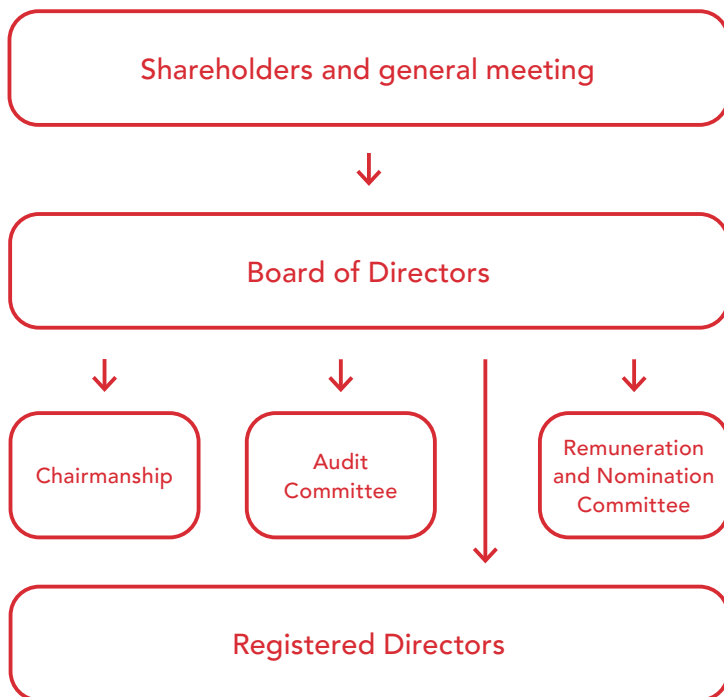 Shareholders and general meeting
Board of Directors
Chairmanship
Audit
Committee
Remuneration
and Nomination
Committee
Registered Directors